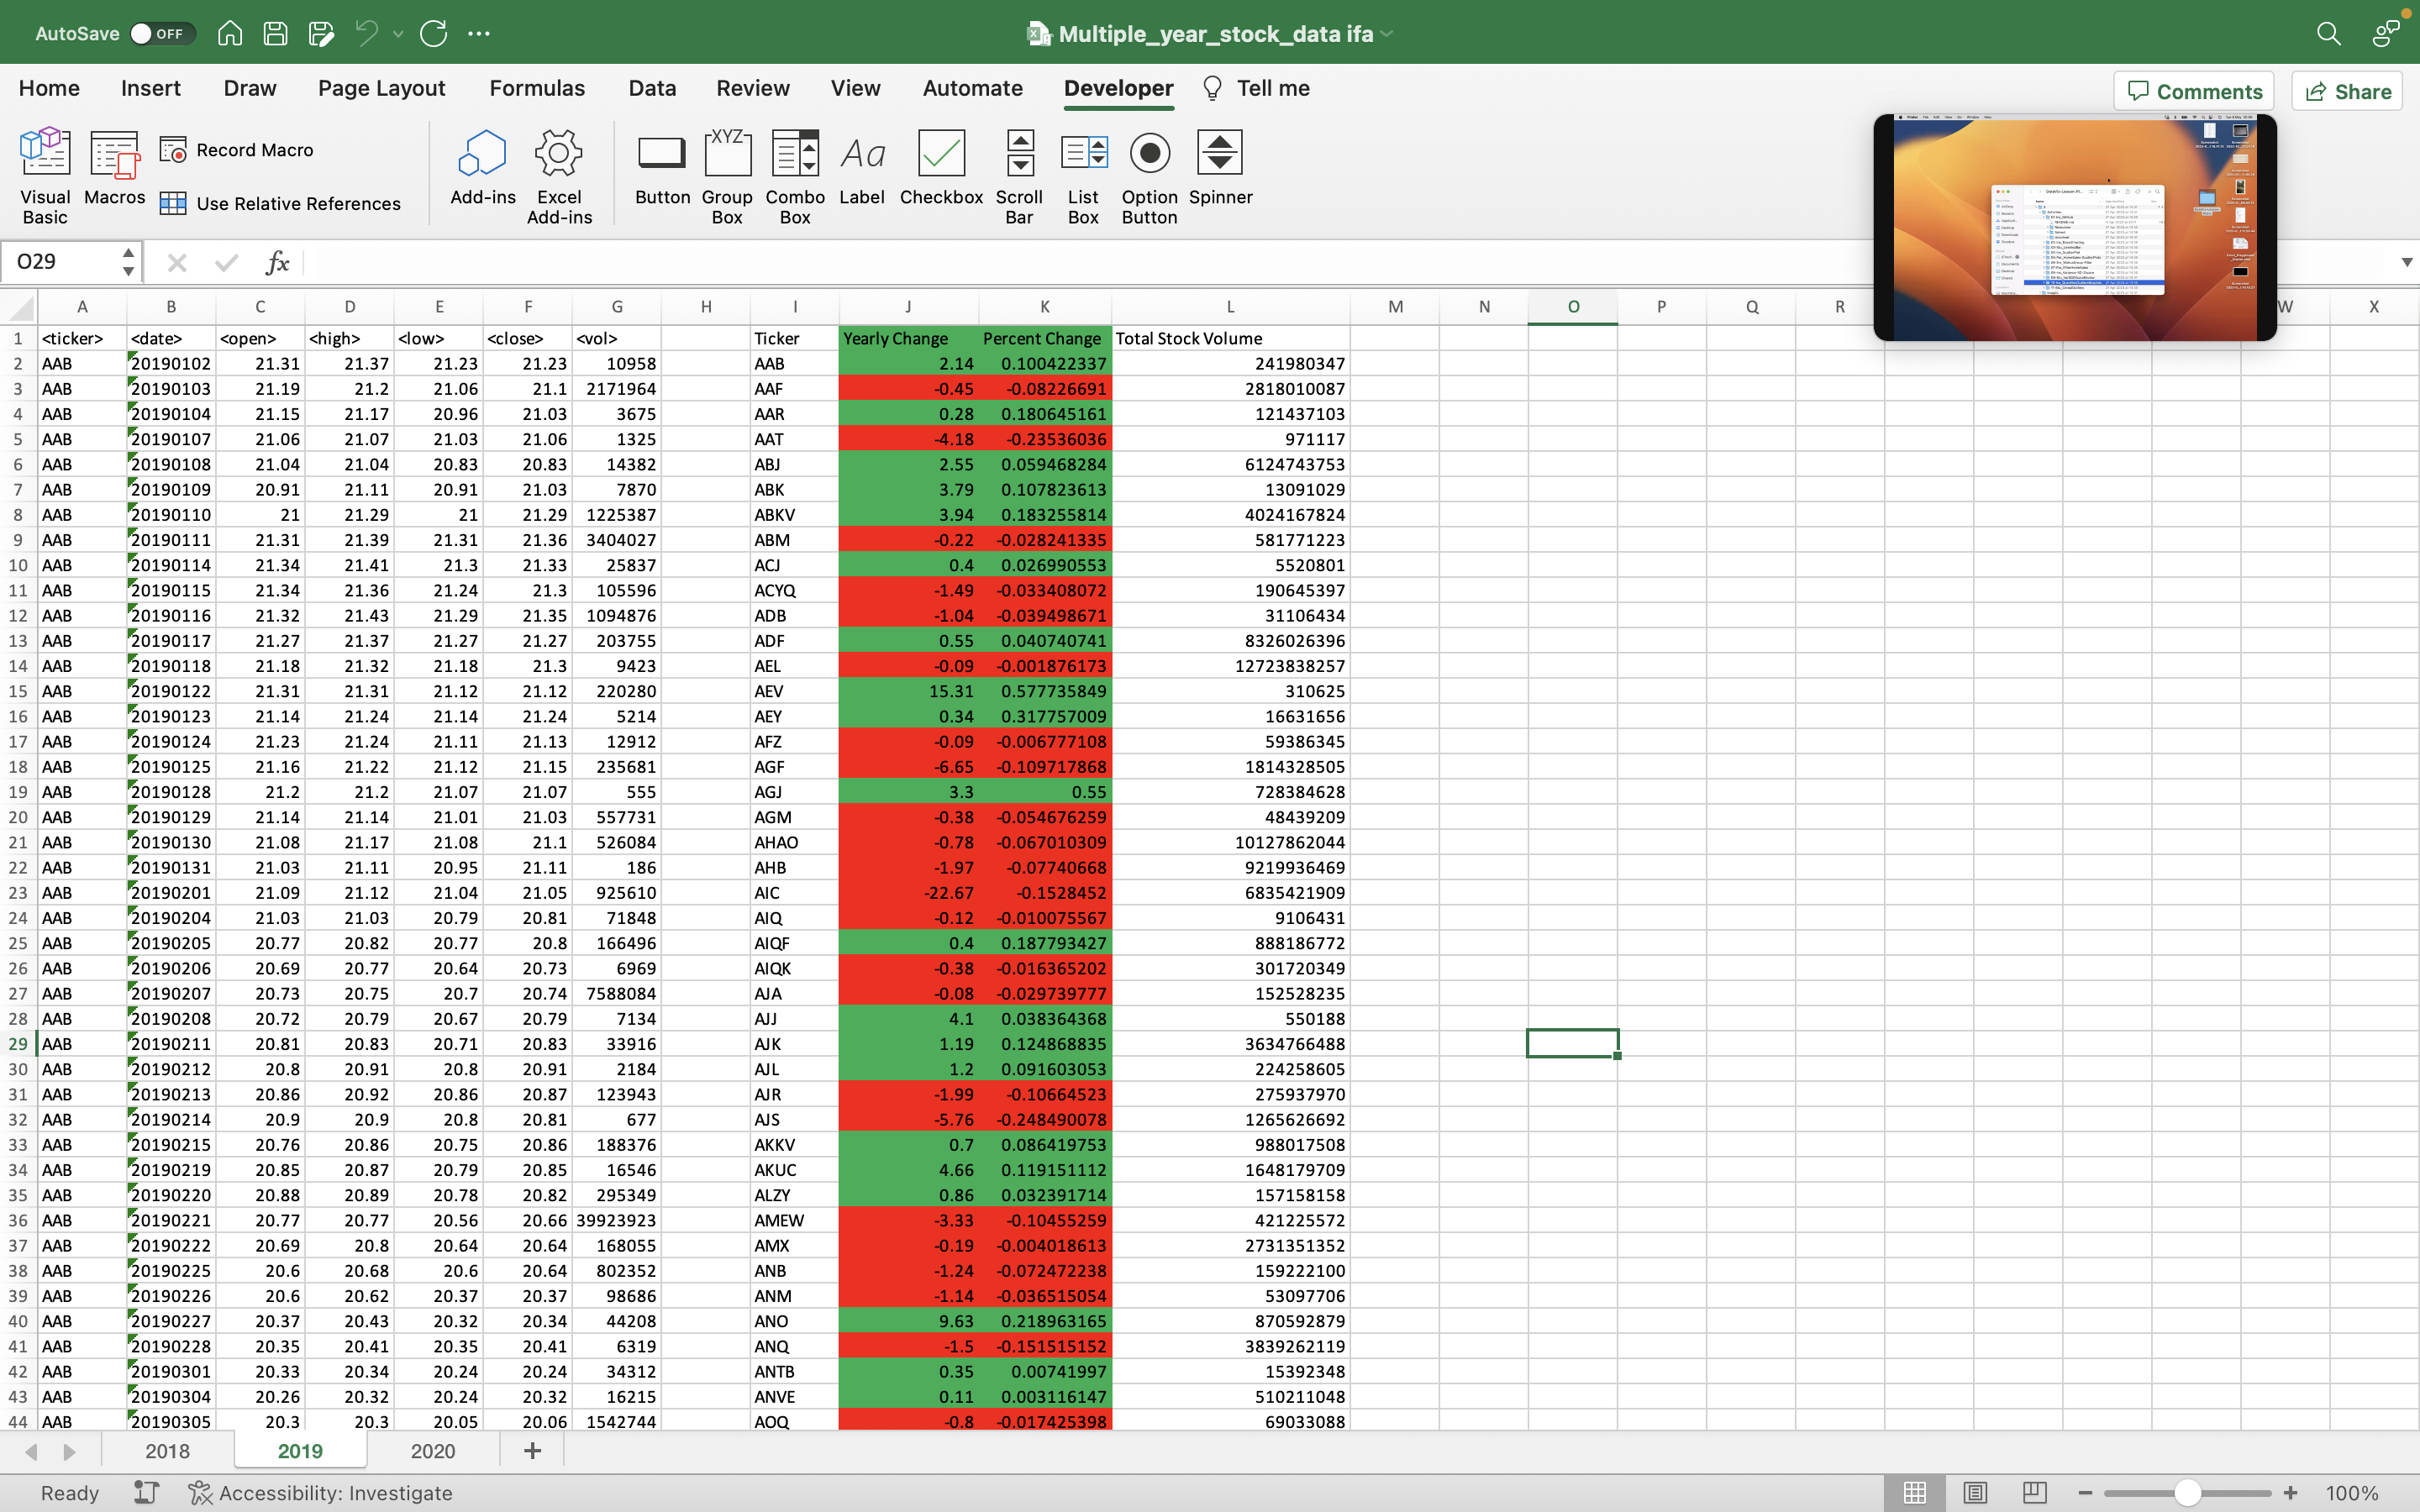 AutoSave OFF Multiple_year_stock_data ifa
Home Insert Draw Page Layout Formulas Data Review View Automate Developer Tell me Comments Share
Visual Basic Macros Record Macro Use Relative References Add-ins Excel Add-ins Button Group Box Combo Box Label Checkbox Scroll Bar List Box Option Button Spinner
O29 fx
A B C D E F G H I J K L M N O P Q R W X
1 <ticker> <date> <open> <high> <low> <close> <vol> Ticker Yearly Change Percent Change Total Stock Volume
2 AAB 20190102 21.31 21.37 21.23 21.23 10958 AAB 2.14 0.100422337 241980347
3 AAB 20190103 21.19 21.2 21.06 21.1 2171964 AAF -0.45 -0.08226691 2818010087
4 AAB 20190104 21.15 21.17 20.96 21.03 3675 AAR 0.28 0.180645161 121437103
5 AAB 20190107 21.06 21.07 21.03 21.06 1325 AAT -4.18 -0.23536036 971117
6 AAB 20190108 21.04 21.04 20.83 20.83 14382 ABJ 2.55 0.059468284 6124743753
7 AAB 20190109 20.91 21.11 20.91 21.03 7870 ABK 3.79 0.107823613 13091029
8 AAB 20190110 21 21.29 21 21.29 1225387 ABKV 3.94 0.183255814 4024167824
9 AAB 20190111 21.31 21.39 21.31 21.36 3404027 ABM -0.22 -0.028241335 581771223
10 AAB 20190114 21.34 21.41 21.3 21.33 25837 ACJ 0.4 0.026990553 5520801
11 AAB 20190115 21.34 21.36 21.24 21.3 105596 ACYQ -1.49 -0.033408072 190645397
12 AAB 20190116 21.32 21.43 21.29 21.35 1094876 ADB -1.04 -0.039498671 31106434
13 AAB 20190117 21.27 21.37 21.27 21.27 203755 ADF 0.55 0.040740741 8326026396
14 AAB 20190118 21.18 21.32 21.18 21.3 9423 AEL -0.09 -0.001876173 12723838257
15 AAB 20190122 21.31 21.31 21.12 21.12 220280 AEV 15.31 0.577735849 310625
16 AAB 20190123 21.14 21.24 21.14 21.24 5214 AEY 0.34 0.317757009 16631656
17 AAB 20190124 21.23 21.24 21.11 21.13 12912 AFZ -0.09 -0.006777108 59386345
18 AAB 20190125 21.16 21.22 21.12 21.15 235681 AGF -6.65 -0.109717868 1814328505
19 AAB 20190128 21.2 21.2 21.07 21.07 555 AGJ 3.3 0.55 728384628
20 AAB 20190129 21.14 21.14 21.01 21.03 557731 AGM -0.38 -0.054676259 48439209
21 AAB 20190130 21.08 21.17 21.08 21.1 526084 AHAO -0.78 -0.067010309 10127862044
22 AAB 20190131 21.03 21.11 20.95 21.11 186 AHB -1.97 -0.07740668 9219936469
23 AAB 20190201 21.09 21.12 21.04 21.05 925610 AIC -22.67 -0.1528452 6835421909
24 AAB 20190204 21.03 21.03 20.79 20.81 71848 AIQ -0.12 -0.010075567 9106431
25 AAB 20190205 20.77 20.82 20.77 20.8 166496 AIQF 0.4 0.187793427 888186772
26 AAB 20190206 20.69 20.77 20.64 20.73 6969 AIQK -0.38 -0.016365202 301720349
27 AAB 20190207 20.73 20.75 20.7 20.74 7588084 AJA -0.08 -0.029739777 152528235
28 AAB 20190208 20.72 20.79 20.67 20.79 7134 AJJ 4.1 0.038364368 550188
29 AAB 20190211 20.81 20.83 20.71 20.83 33916 AJK 1.19 0.124868835 3634766488
30 AAB 20190212 20.8 20.91 20.8 20.91 2184 AJL 1.2 0.091603053 224258605
31 AAB 20190213 20.86 20.92 20.86 20.87 123943 AJR -1.99 -0.10664523 275937970
32 AAB 20190214 20.9 20.9 20.8 20.81 677 AJS -5.76 -0.248490078 1265626692
33 AAB 20190215 20.76 20.86 20.75 20.86 188376 AKKV 0.7 0.086419753 988017508
34 AAB 20190219 20.85 20.87 20.79 20.85 16546 AKUC 4.66 0.119151112 1648179709
35 AAB 20190220 20.88 20.89 20.78 20.82 295349 ALZY 0.86 0.032391714 157158158
36 AAB 20190221 20.77 20.77 20.56 20.66 39923923 AMEW -3.33 -0.10455259 421225572
37 AAB 20190222 20.69 20.8 20.64 20.64 168055 AMX -0.19 -0.004018613 2731351352
38 AAB 20190225 20.6 20.68 20.6 20.64 802352 ANB -1.24 -0.072472238 159222100
39 AAB 20190226 20.6 20.62 20.37 20.37 98686 ANM -1.14 -0.036515054 53097706
40 AAB 20190227 20.37 20.43 20.32 20.34 44208 ANO 9.63 0.218963165 870592879
41 AAB 20190228 20.35 20.41 20.35 20.41 6319 ANQ -1.5 -0.151515152 3839262119
42 AAB 20190301 20.33 20.34 20.24 20.24 34312 ANTB 0.35 0.00741997 15392348
43 AAB 20190304 20.26 20.32 20.24 20.32 16215 ANVE 0.11 0.003116147 510211048
44 AAB 20190305 20.3 20.3 20.05 20.06 1542744 AOQ -0.8 -0.017425398 69033088
2018 2019 2020
Ready Accessibility: Investigate 100%